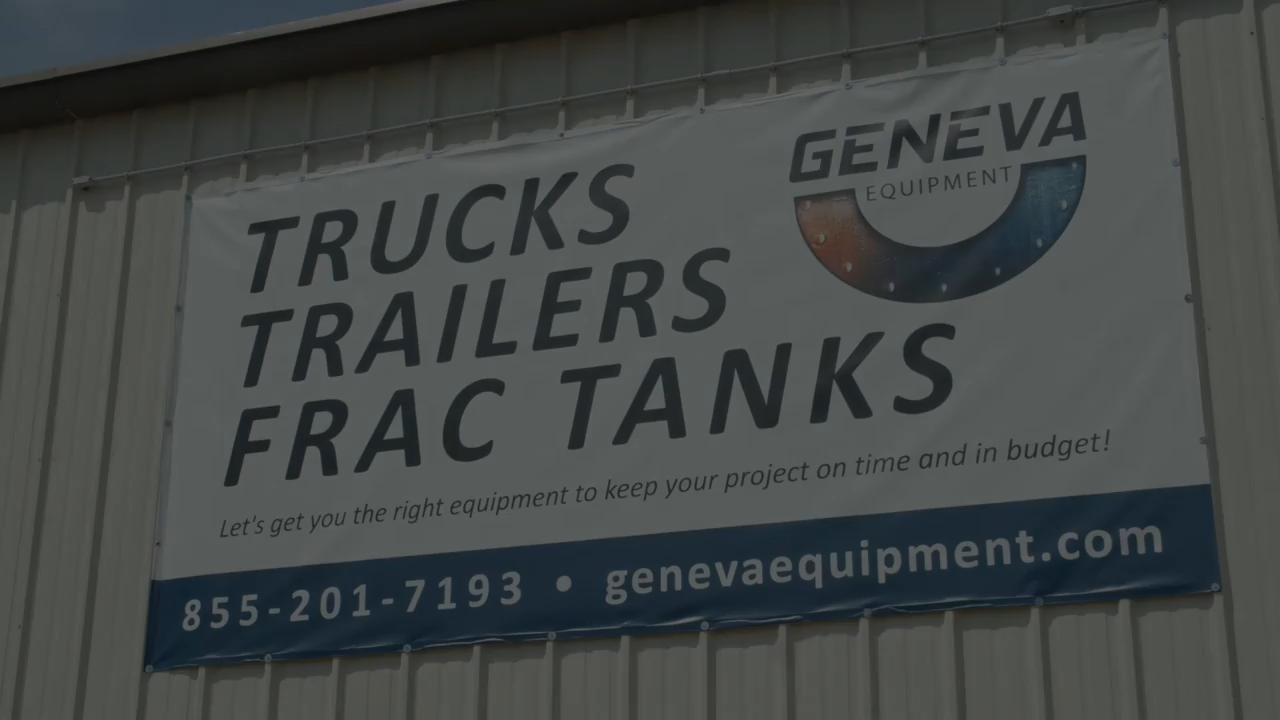 GENEVA
EQUIPMENT
TRUCKS
TRAILERS
FRAC TANKS
Let's get you the right equipment to keep your project on time and in budget!
855-201-7193 • genevaequipment.com